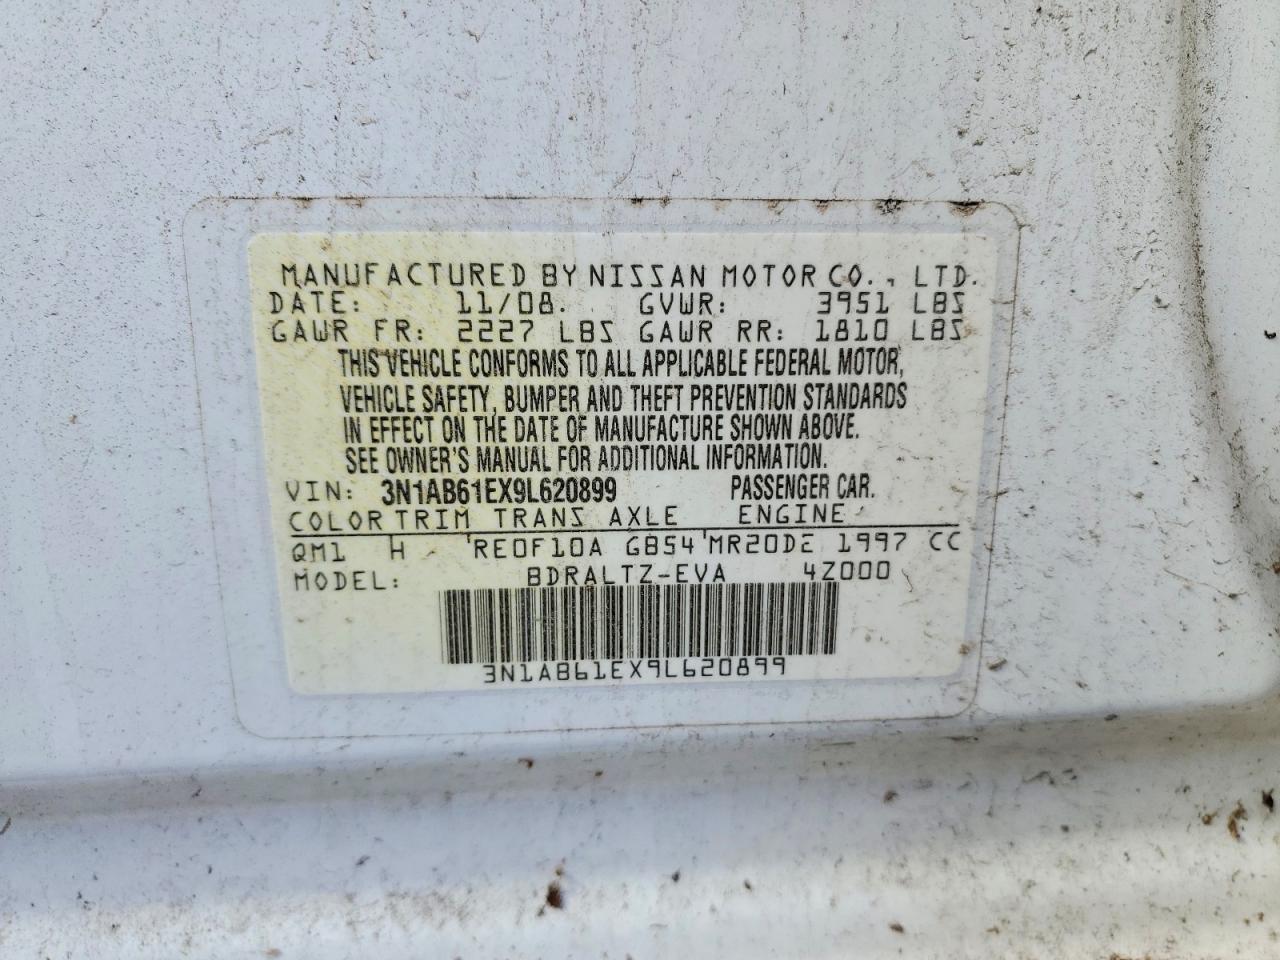 MANUFACTURED BY NISSAN MOTOR CO., LTD.
DATE: 11/08. GVWR: 3951 LBS
GAWR FR: 2227 LBS GAWR RR: 1810 LBS
THIS VEHICLE CONFORMS TO ALL APPLICABLE FEDERAL MOTOR,
VEHICLE SAFETY, BUMPER AND THEFT PREVENTION STANDARDS
IN EFFECT ON THE DATE OF MANUFACTURE SHOWN ABOVE.
SEE OWNER'S MANUAL FOR ADDITIONAL INFORMATION.
VIN: 3N1AB61EX9L620899 PASSENGER CAR.
COLOR TRIM TRANS AXLE ENGINE
QM1 H RE0F10A GB54 MR20DE 1997 CC
MODEL: BDRALTZ-EVA 4Z000
3N1AB61EX9L620899